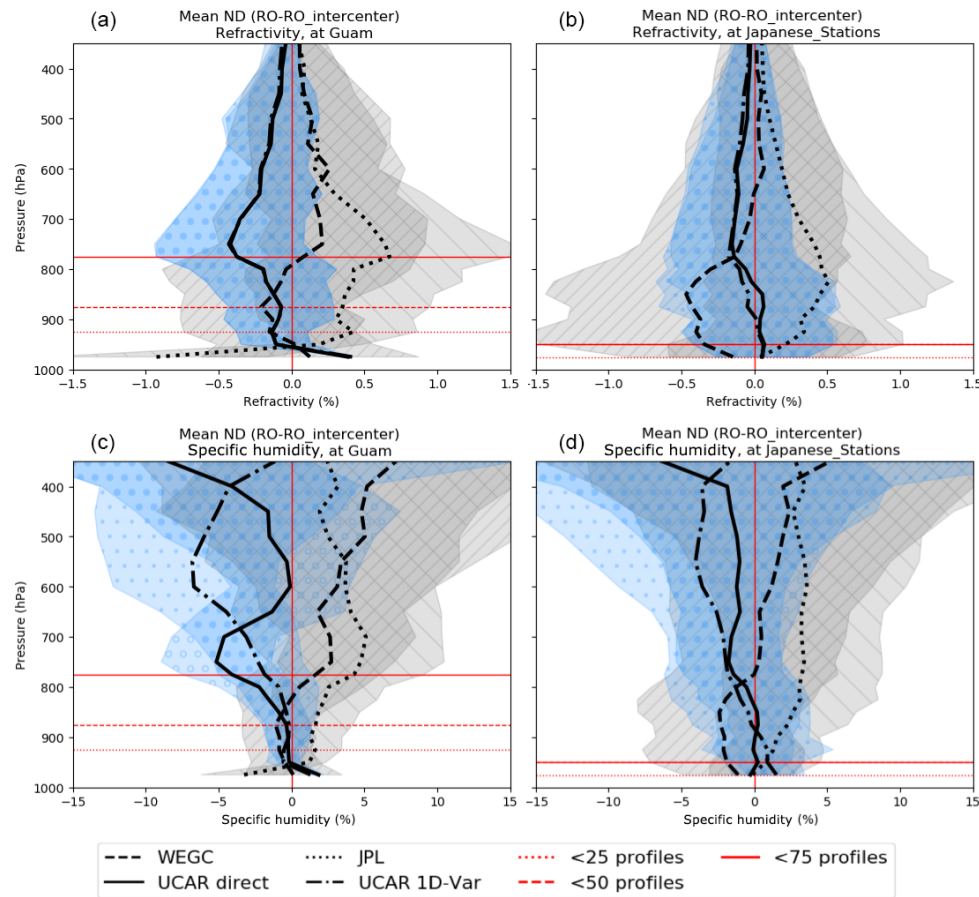 (a)
Mean ND (RO-RO_intercenter)
Refractivity, at Guam
400
500
600
700
800
900
1000
Pressure (hPa)
−1.5 −1.0 −0.5 0.0 0.5 1.0 1.5
Refractivity (%)
(b)
Mean ND (RO-RO_intercenter)
Refractivity, at Japanese_Stations
−1.5 −1.0 −0.5 0.0 0.5 1.0 1.5
Refractivity (%)
(c)
Mean ND (RO-RO_intercenter)
Specific humidity, at Guam
400
500
600
700
800
900
1000
Pressure (hPa)
−15 −10 −5 0 5 10 15
Specific humidity (%)
(d)
Mean ND (RO-RO_intercenter)
Specific humidity, at Japanese_Stations
−15 −10 −5 0 5 10 15
Specific humidity (%)
WEGC JPL <25 profiles <75 profiles
UCAR direct UCAR 1D-Var <50 profiles